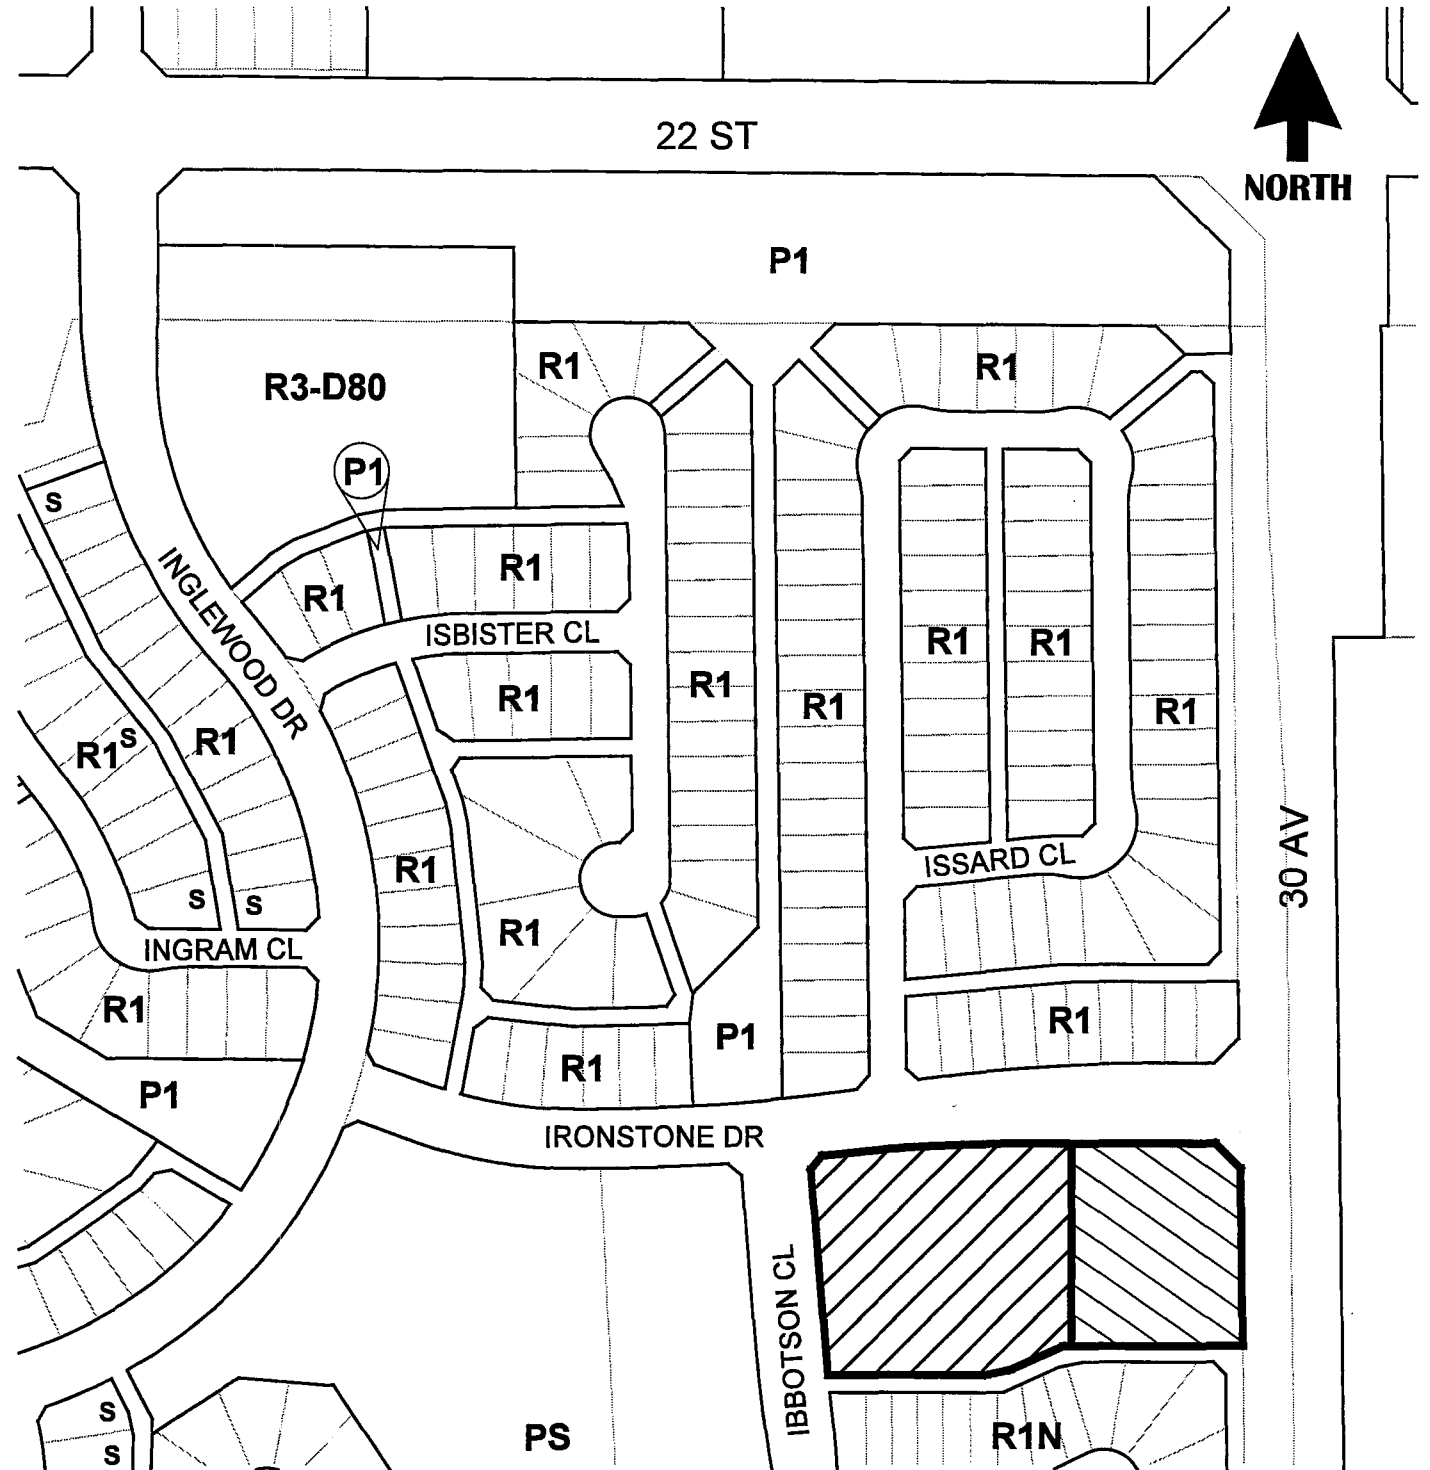 22 ST
NORTH
P1
R1
R1
R3-D80
P1
S
R1
R1
INGLEWOOD DR
ISBISTER CL
R1
R1
R1
R1
R1
R1
R1
R1S
R1
30 AV
ISSARD CL
R1
S
S
R1
INGRAM CL
R1
R1
P1
R1
P1
IRONSTONE DR
IBBOTSON CL
S
S
PS
R1N